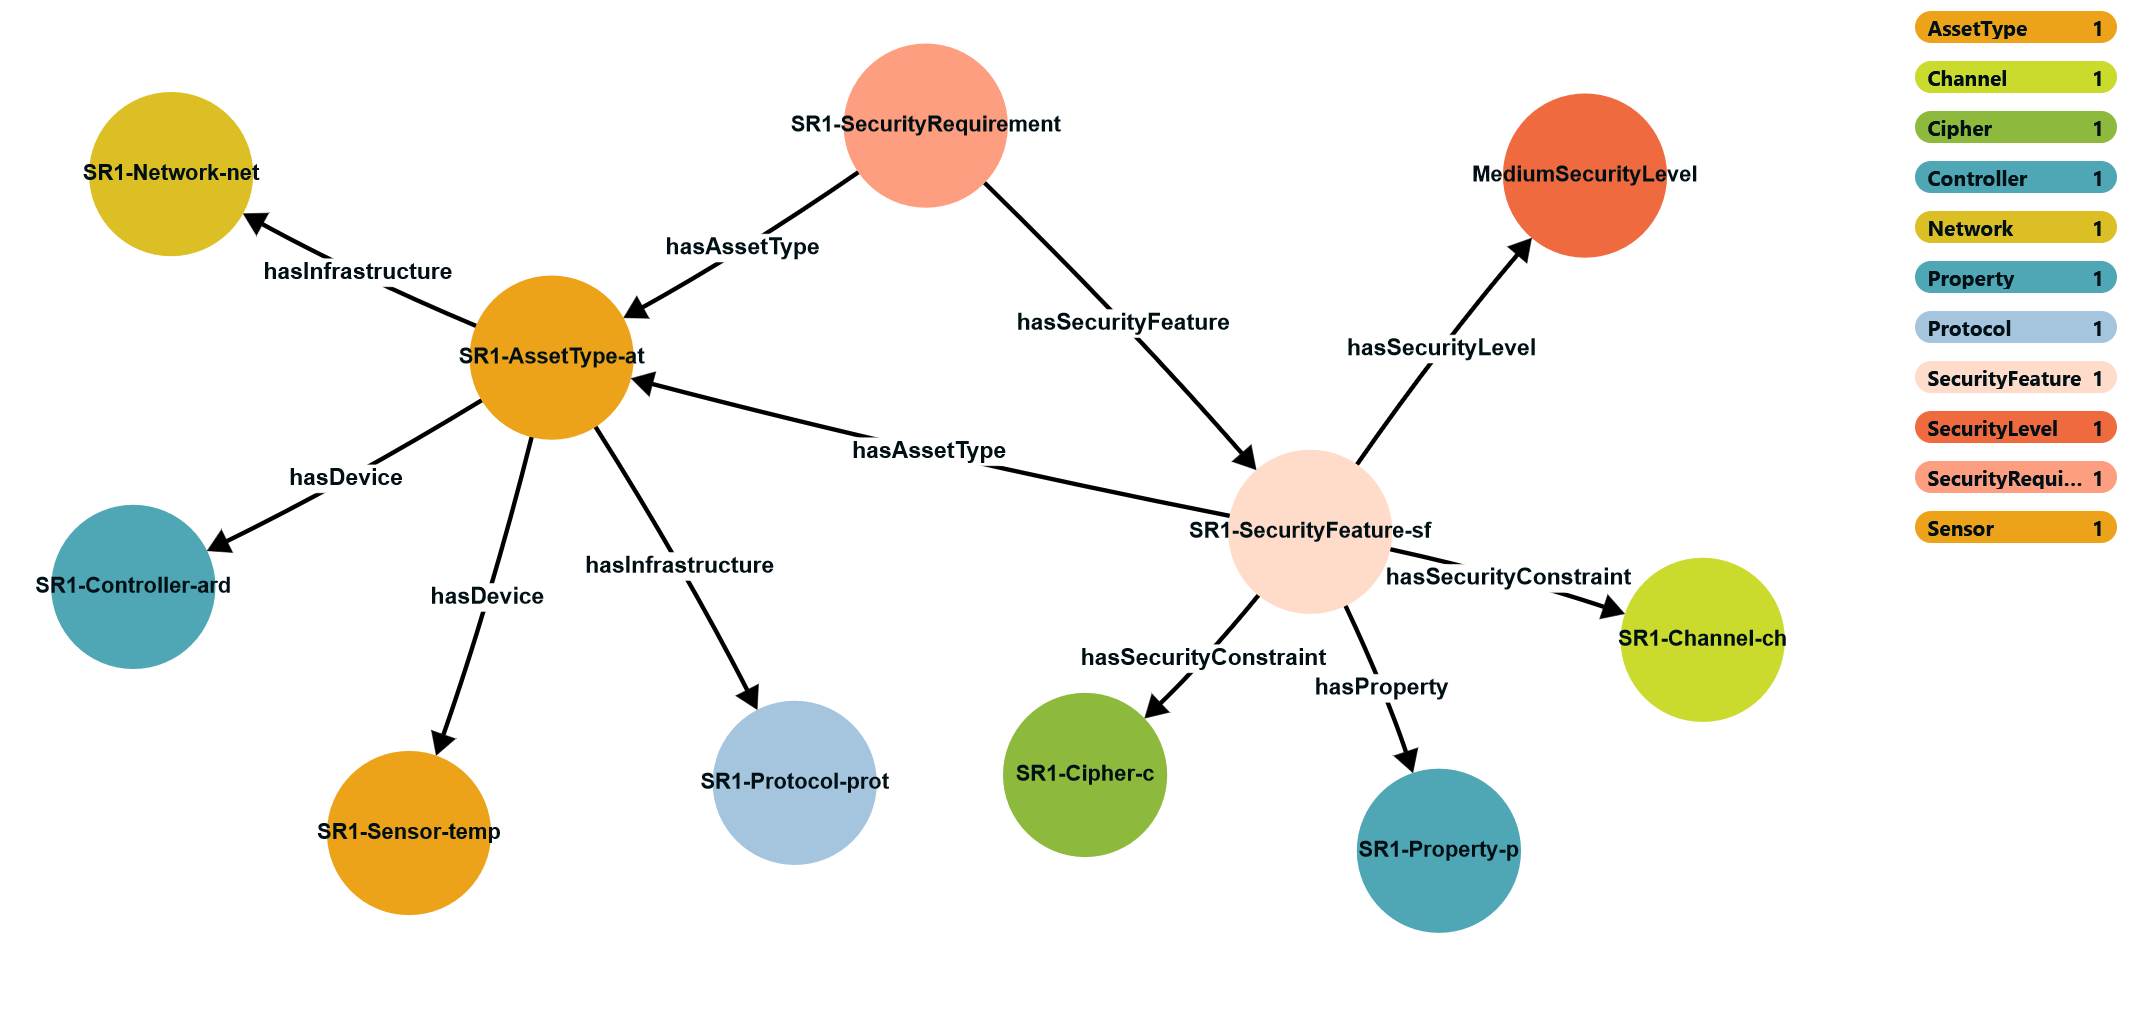 SR1-SecurityRequirement
SR1-Network-net
MediumSecurityLevel
hasAssetType
hasInfrastructure
hasSecurityFeature
hasSecurityLevel
SR1-AssetType-at
hasAssetType
hasDevice
SR1-SecurityFeature-sf
hasInfrastructure
hasSecurityConstraint
SR1-Controller-ard
hasDevice
SR1-Channel-ch
hasSecurityConstraint
hasProperty
SR1-Cipher-c
SR1-Protocol-prot
SR1-Sensor-temp
SR1-Property-p
AssetType 1
Channel 1
Cipher 1
Controller 1
Network 1
Property 1
Protocol 1
SecurityFeature 1
SecurityLevel 1
SecurityRequi... 1
Sensor 1